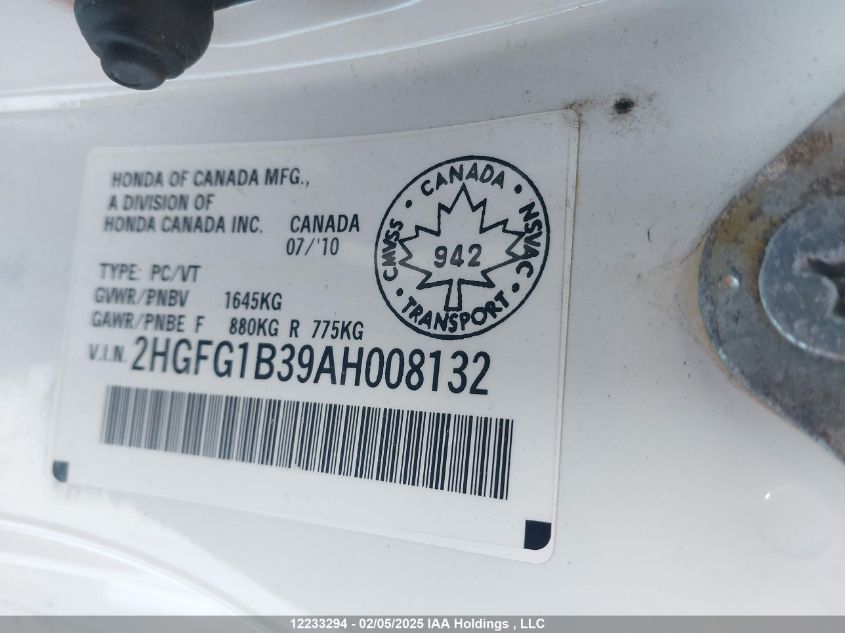 HONDA OF CANADA MFG.,
A DIVISION OF
HONDA CANADA INC. CANADA
07/'10
TYPE: PC/VT
GVWR/PNBV 1645KG
GAWR/PNBE F 880KG R 775KG
V.I.N. 2HGFG1B39AH008132
• CANADA •
CMVSS
942
NSVAC
• TRANSPORT •
12233294 - 02/05/2025 IAA Holdings , LLC